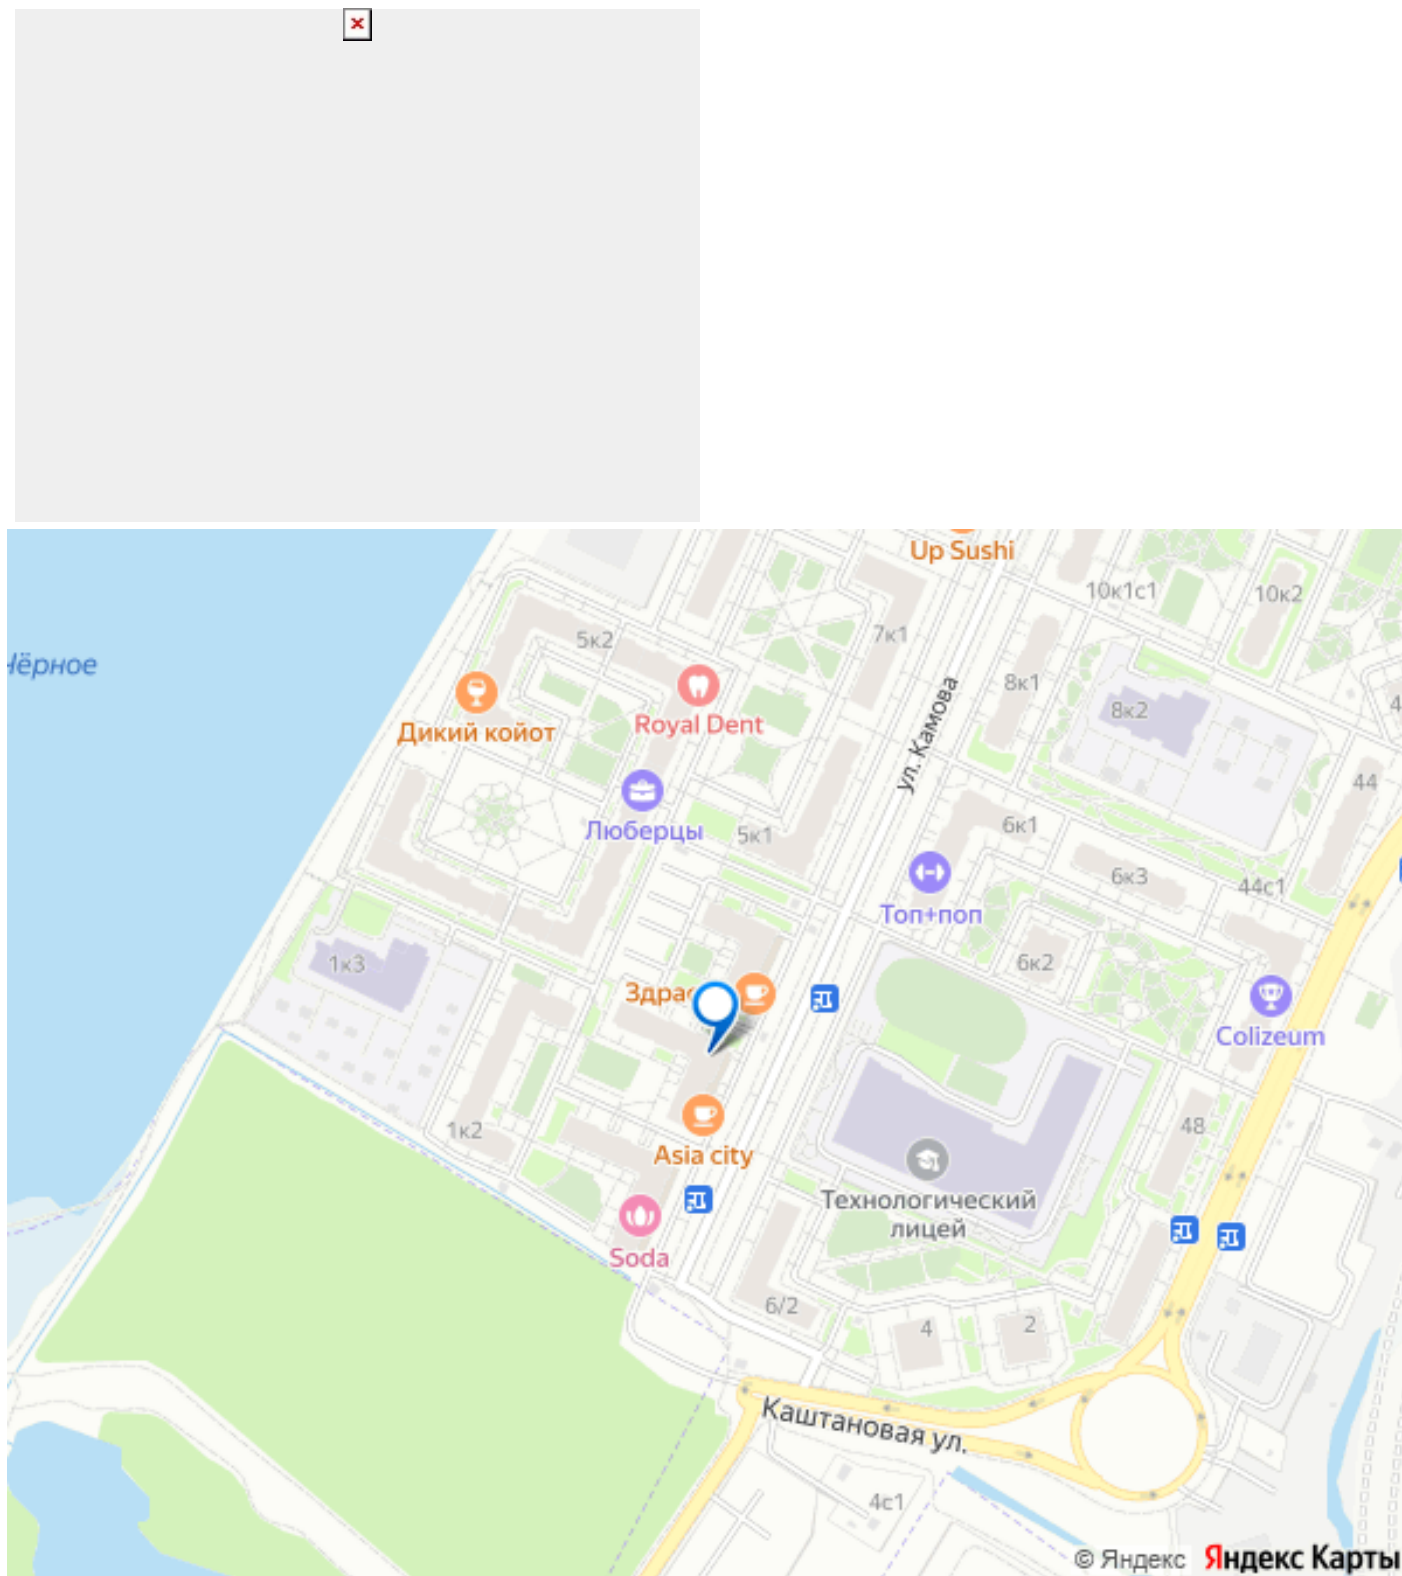 Up Sushi
10к1с1
10к2
5к2
7к1
Чёрное
8к1
8к2
Royal Dent
Дикий койот
ул. Камова
44
Люберцы
5к1
6к1
6к3
44с1
Топ+поп
1к3
6к2
Здрас
Colizeum
1к2
48
Asia city
Технологический
лицей
Soda
6/2
4
2
Каштановая ул.
4с1
© Яндекс
Яндекс Карты